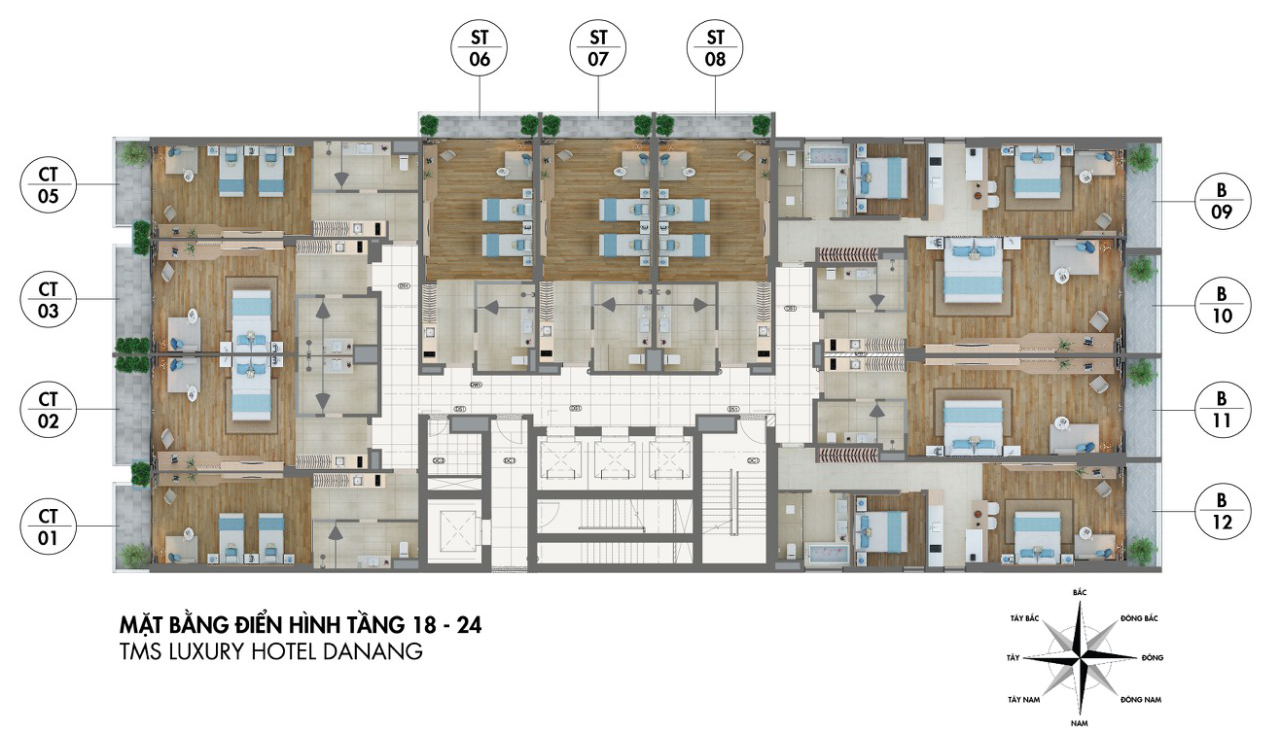 ST
06
ST
07
ST
08
CT
05
CT
03
CT
02
CT
01
B
09
B
10
B
11
B
12
MẶT BẰNG ĐIỂN HÌNH TẦNG 18 - 24
TMS LUXURY HOTEL DANANG
BẮC
TÂY BẮC
ĐÔNG BẮC
TÂY
ĐÔNG
TÂY NAM
ĐÔNG NAM
NAM